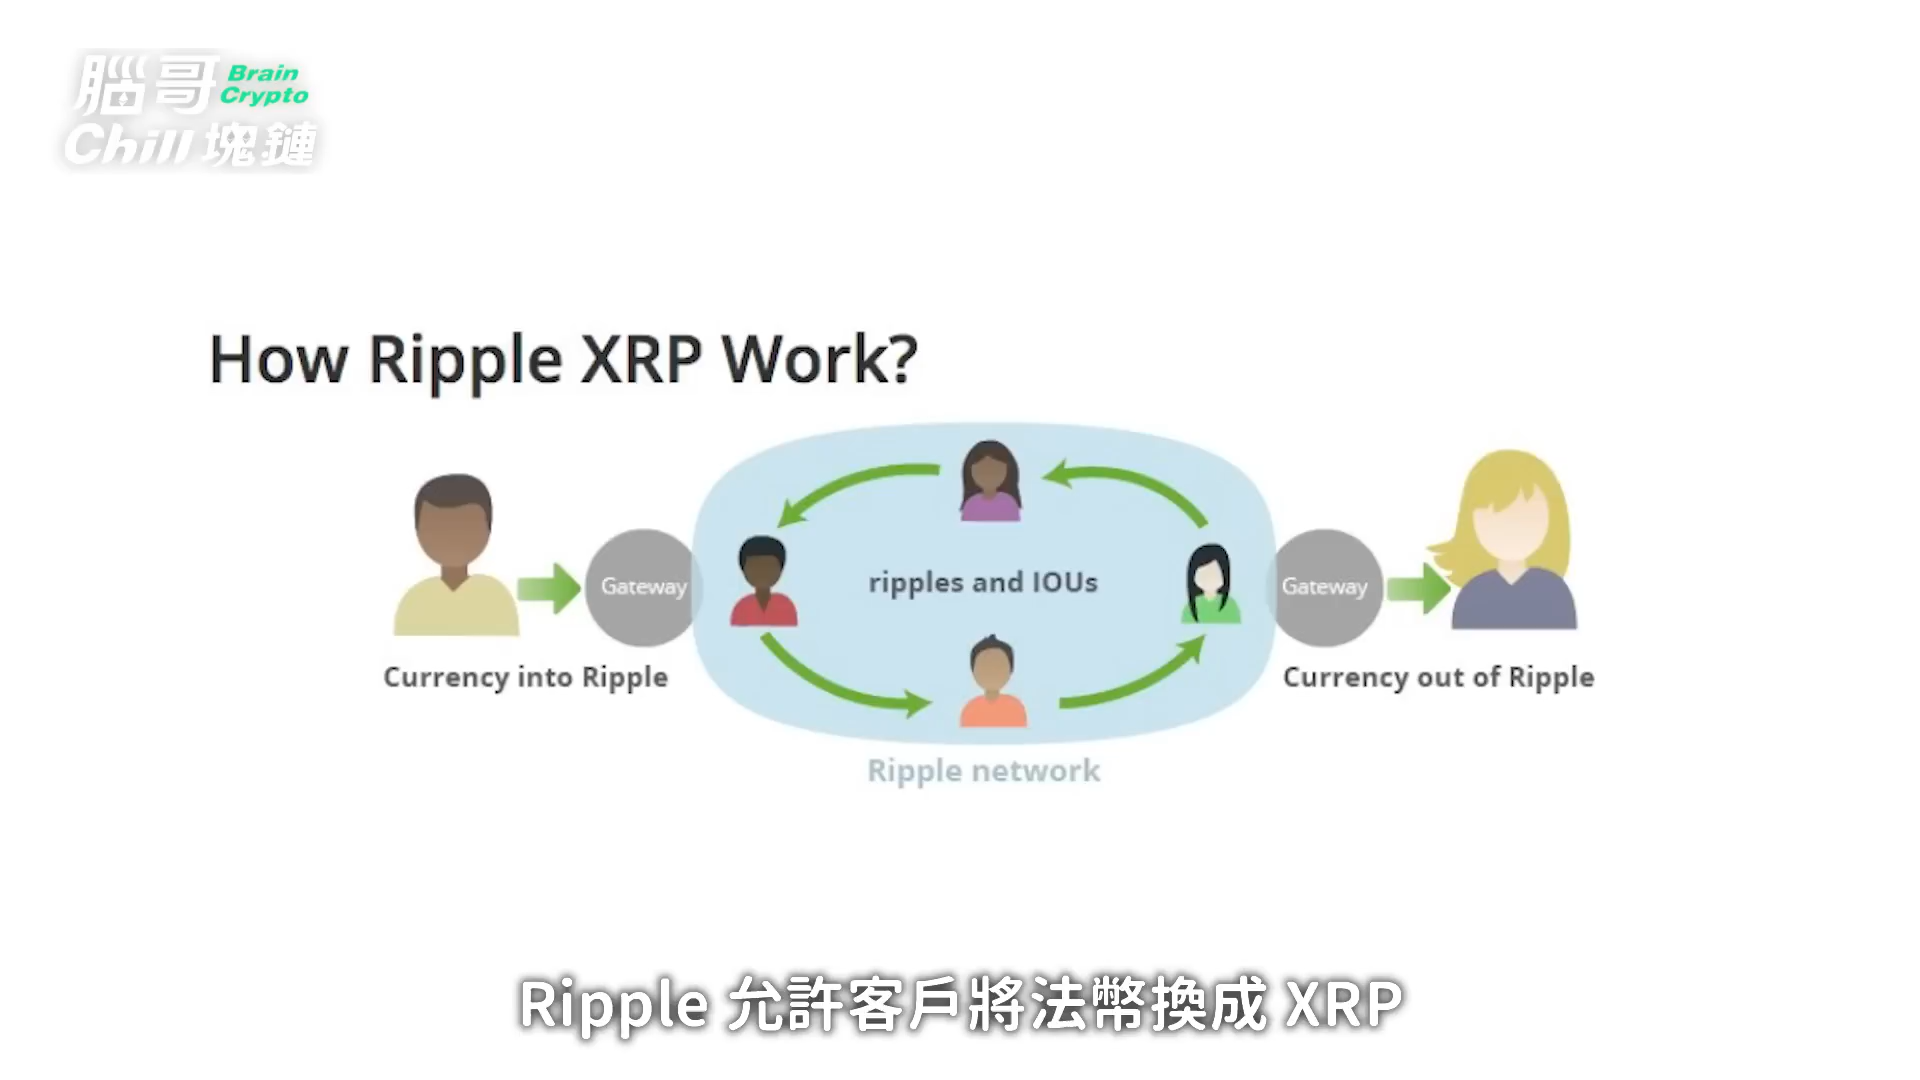 腦哥 Brain Crypto
Chill 塊鏈
How Ripple XRP Work?
Gateway
ripples and IOUs
Gateway
Currency into Ripple
Currency out of Ripple
Ripple network
Ripple 允許客戶將法幣換成 XRP